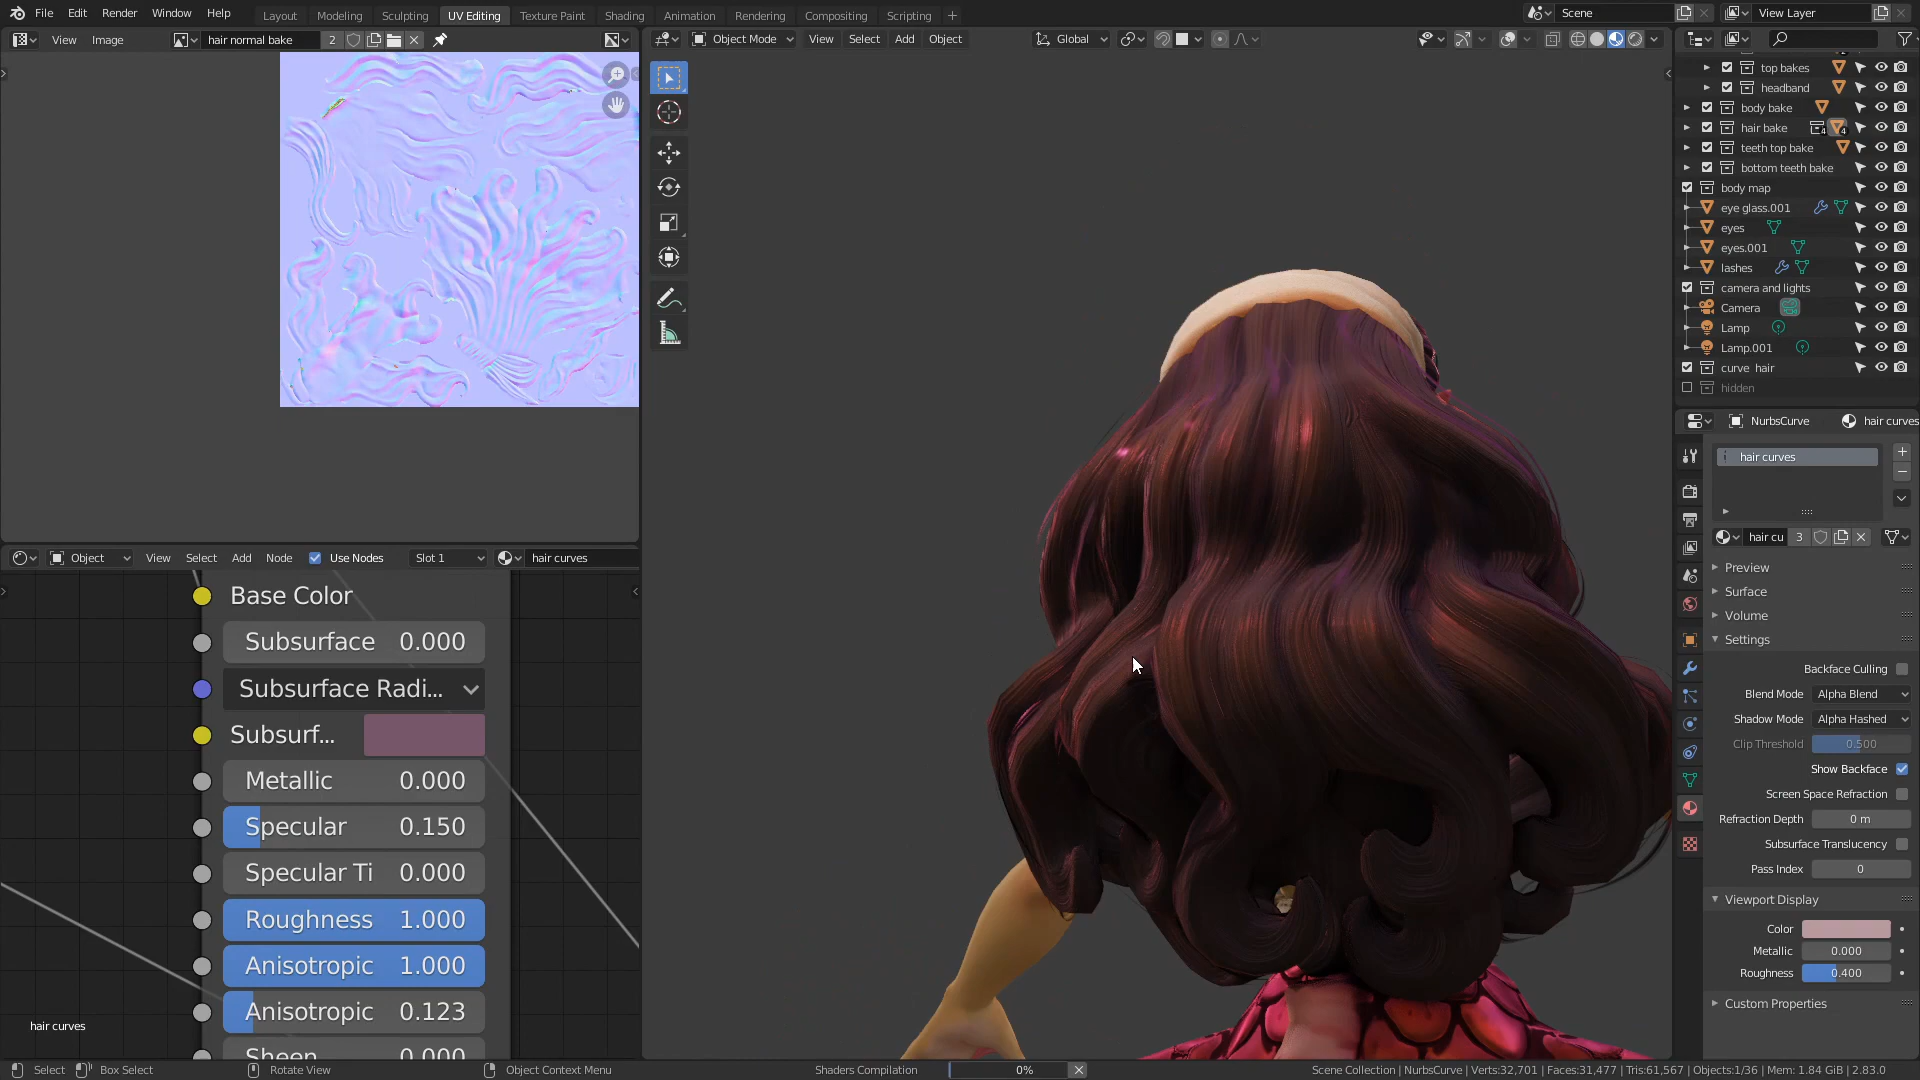 File Edit Render Window Help Layout Modeling Sculpting UV Editing Texture Paint Shading Animation Rendering Compositing Scripting + Scene View Layer
View Image hair normal bake 2 Object Mode View Select Add Object Global
top bakes
headband
body bake
hair bake 4 4
teeth top bake
bottom teeth bake
body map
eye glass.001
eyes
eyes.001
lashes
camera and lights
Camera
Lamp
Lamp.001
curve hair
hidden
NurbsCurve hair curves
hair curves
hair cu 3
Preview
Surface
Volume
Settings
Backface Culling
Blend Mode Alpha Blend
Shadow Mode Alpha Hashed
Clip Threshold 0.500
Show Backface
Screen Space Refraction
Refraction Depth 0 m
Subsurface Translucency
Pass Index 0
Viewport Display
Color
Metallic 0.000
Roughness 0.400
Custom Properties
Object View Select Add Node Use Nodes Slot 1 hair curves
Base Color
Subsurface 0.000
Subsurface Radi...
Subsurf...
Metallic 0.000
Specular 0.150
Specular Ti 0.000
Roughness 1.000
Anisotropic 1.000
Anisotropic 0.123
Sheen 0.000
hair curves
Select Box Select Rotate View Object Context Menu Shaders Compilation 0% Scene Collection | NurbsCurve | Verts:32,701 | Faces:31,477 | Tris:61,567 | Objects:1/36 | Mem: 1.84 GiB | 2.83.0